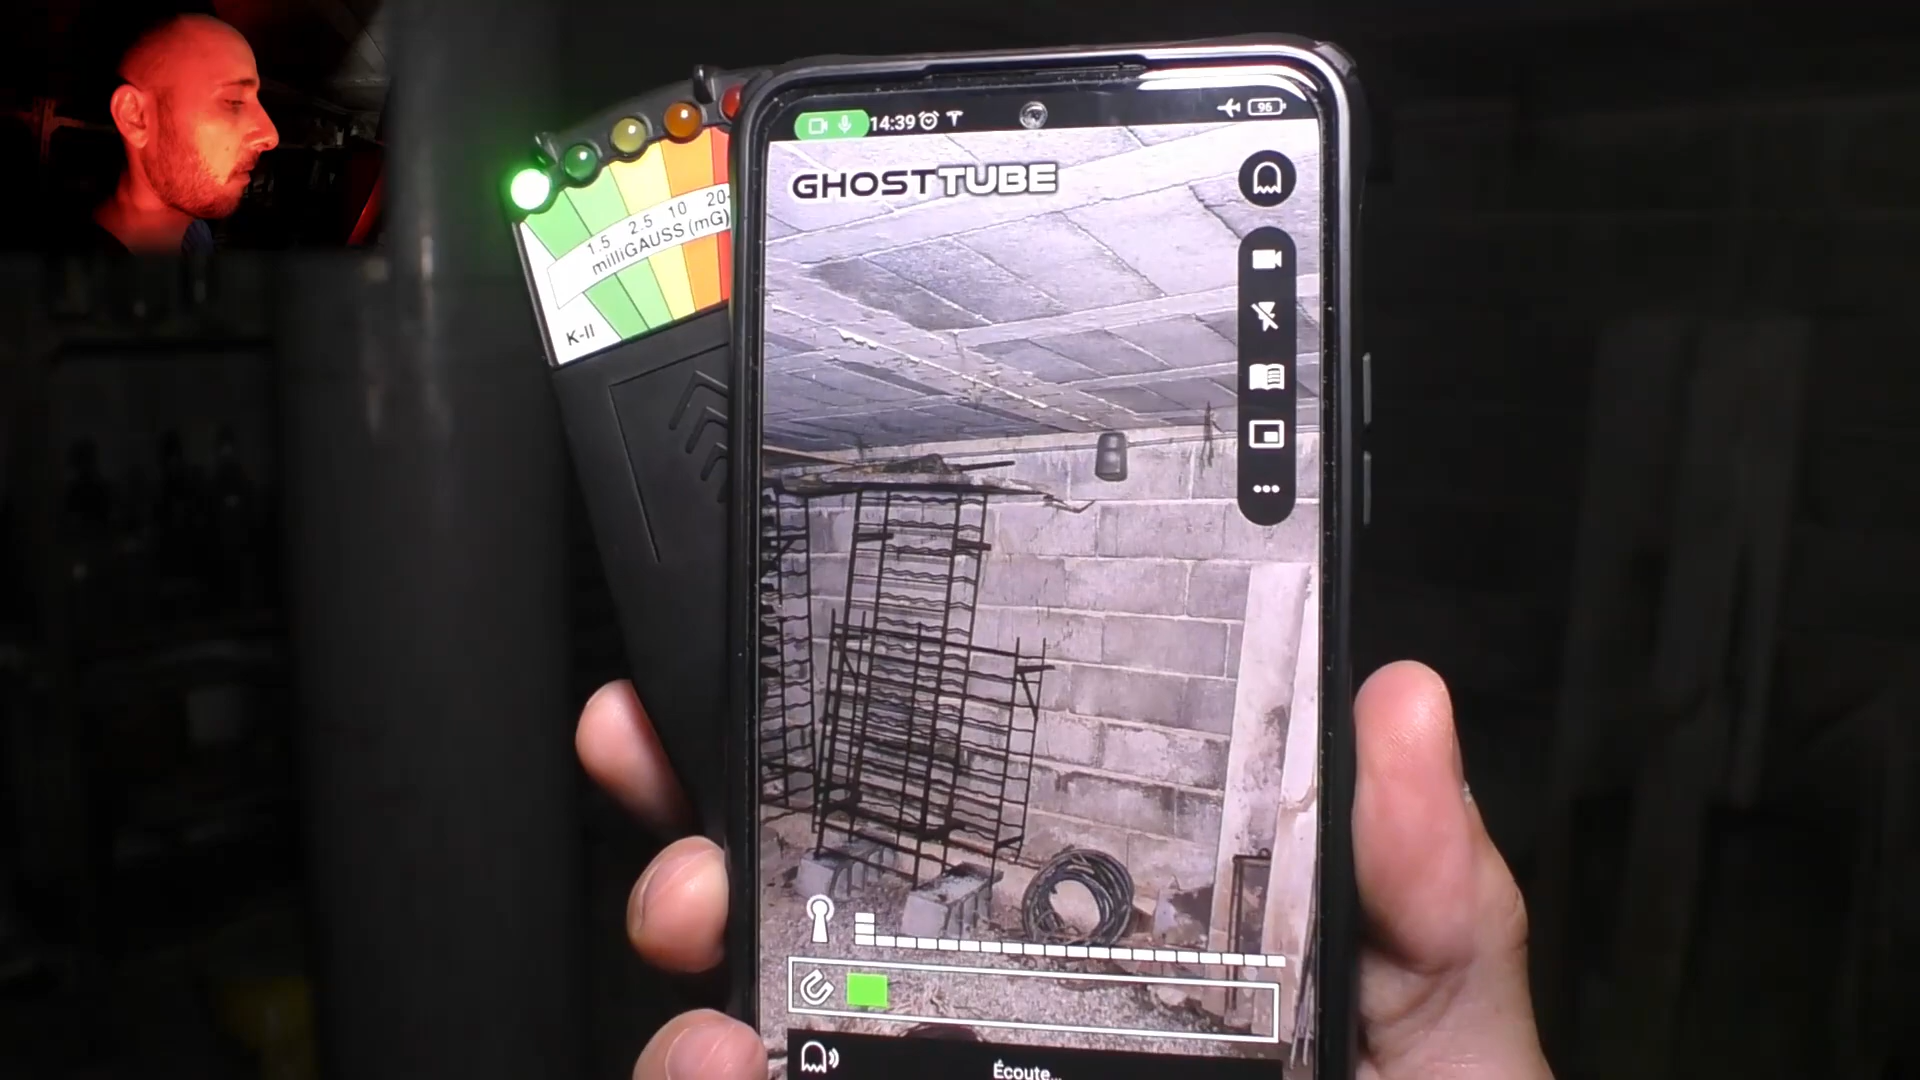 14:39
96
GHOSTTUBE
1.5 2.5 10 20+
milliGAUSS (mG)
K-II
Écoute...